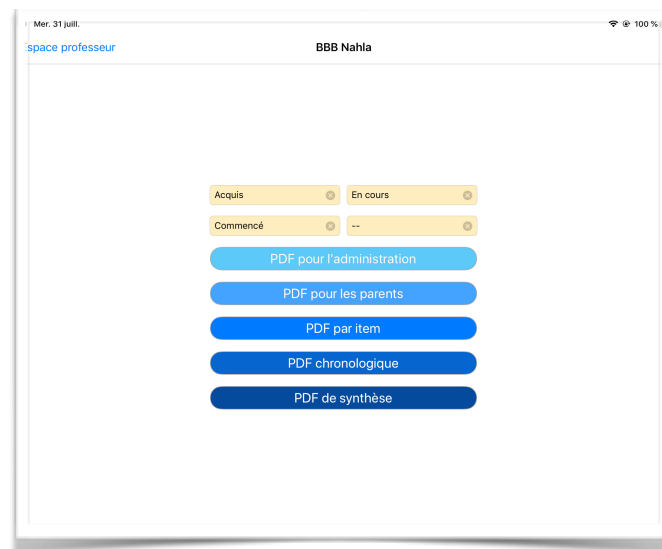 Mer. 31 juill. 100 %
space professeur BBB Nahla
Acquis En cours
Commencé --
PDF pour l'administration
PDF pour les parents
PDF par item
PDF chronologique
PDF de synthèse